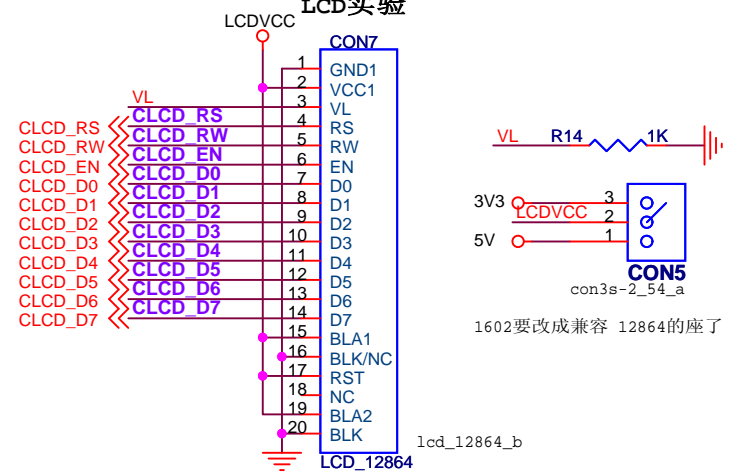 LCD实验
LCDVCC
CON7
1 GND1
2 VCC1
VL 3 VL
CLCD_RS CLCD_RS 4 RS
CLCD_RW CLCD_RW 5 RW
CLCD_EN CLCD_EN 6 EN
CLCD_D0 CLCD_D0 7 D0
CLCD_D1 CLCD_D1 8 D1
CLCD_D2 CLCD_D2 9 D2
CLCD_D3 CLCD_D3 10 D3
CLCD_D4 CLCD_D4 11 D4
CLCD_D5 CLCD_D5 12 D5
CLCD_D6 CLCD_D6 13 D6
CLCD_D7 CLCD_D7 14 D7
15 BLA1
16 BLK/NC
17 RST
18 NC
19 BLA2
20 BLK
lcd_12864_b
LCD_12864
VL R14 1K
3V3 3
LCDVCC 2
5V 1
CON5
con3s-2_54_a
1602要改成兼容 12864的座了